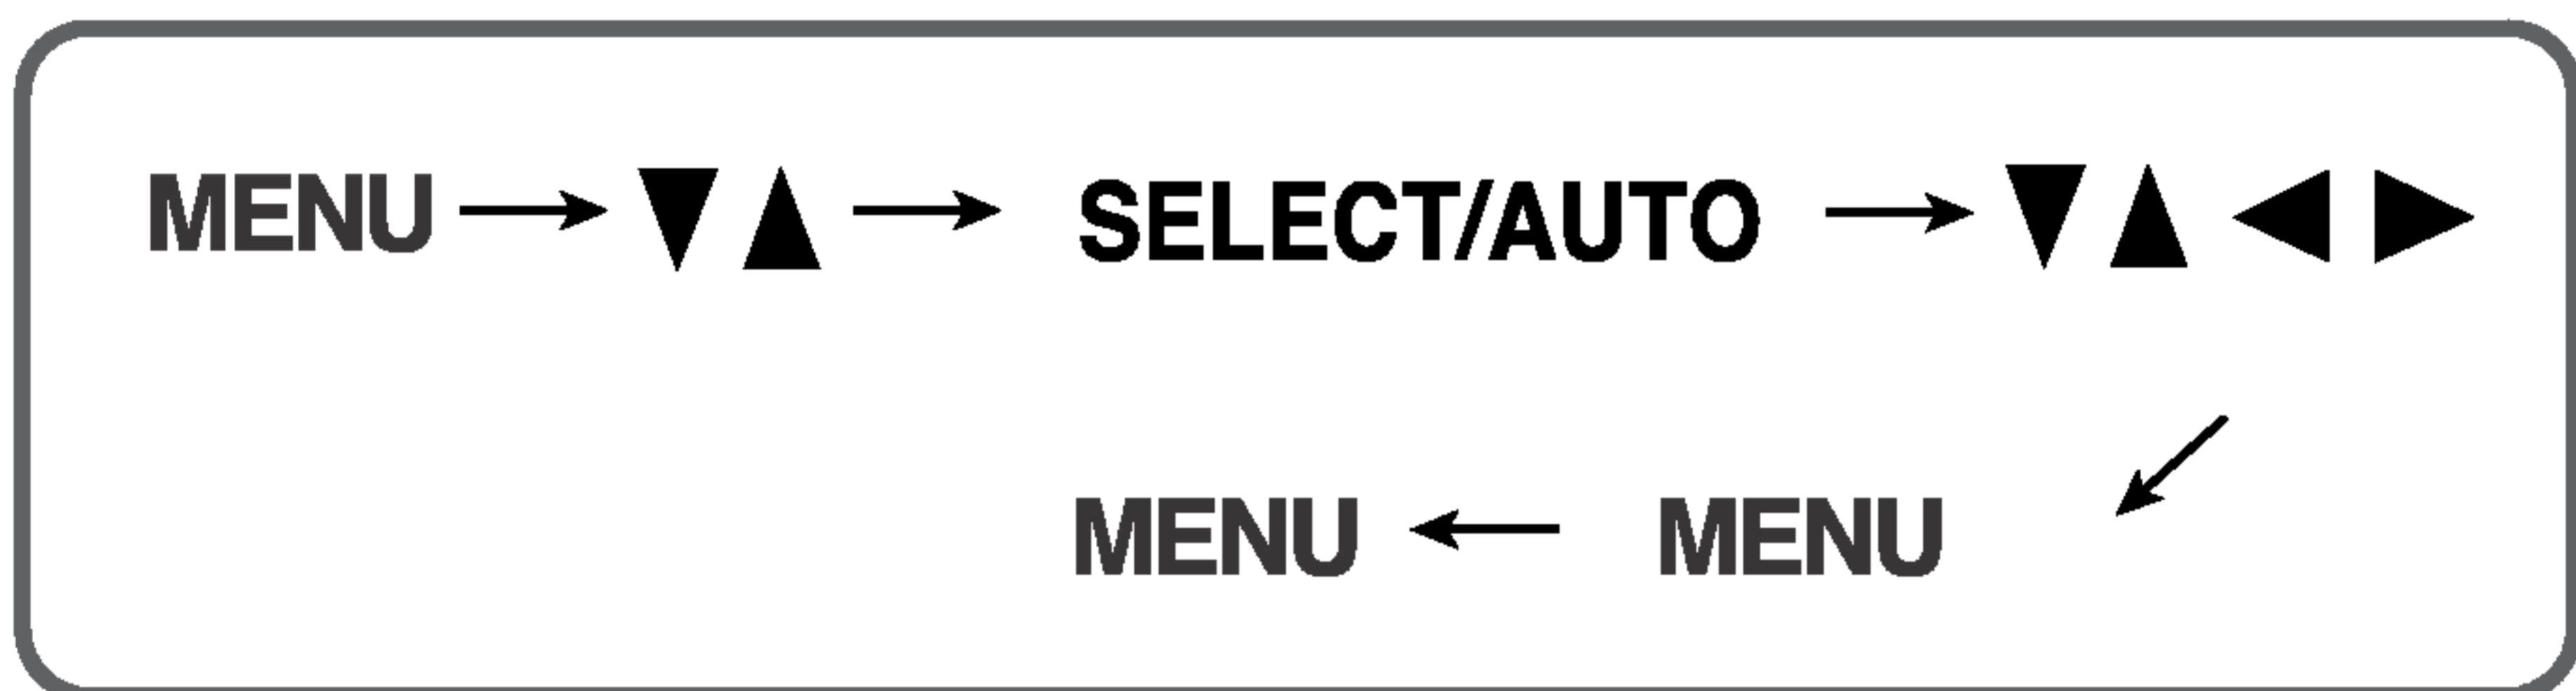 MENU → ▼ ▲ → SELECT/AUTO → ▼ ▲ ◀ ▶
MENU ← MENU